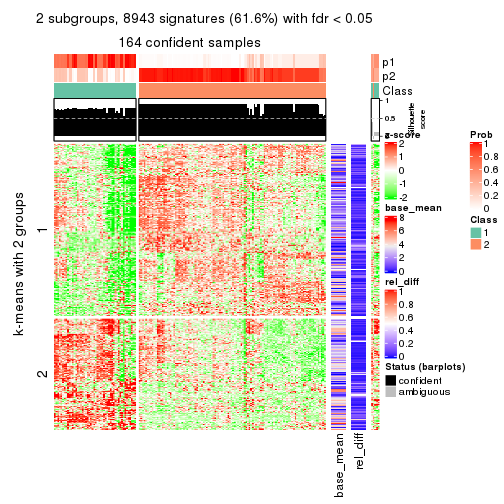 2 subgroups, 8943 signatures (61.6%) with fdr < 0.05
164 confident samples
p1
p2
Class
1
0.5
0
Silhouette
score
k-means with 2 groups
1
2
base_mean
rel_diff
z-score
2
1
0
-1
-2
base_mean
8
6
4
2
0
rel_diff
1
0.8
0.6
0.4
0.2
0
Status (barplots)
confident
ambiguous
Prob
1
0.8
0.6
0.4
0.2
0
Class
1
2